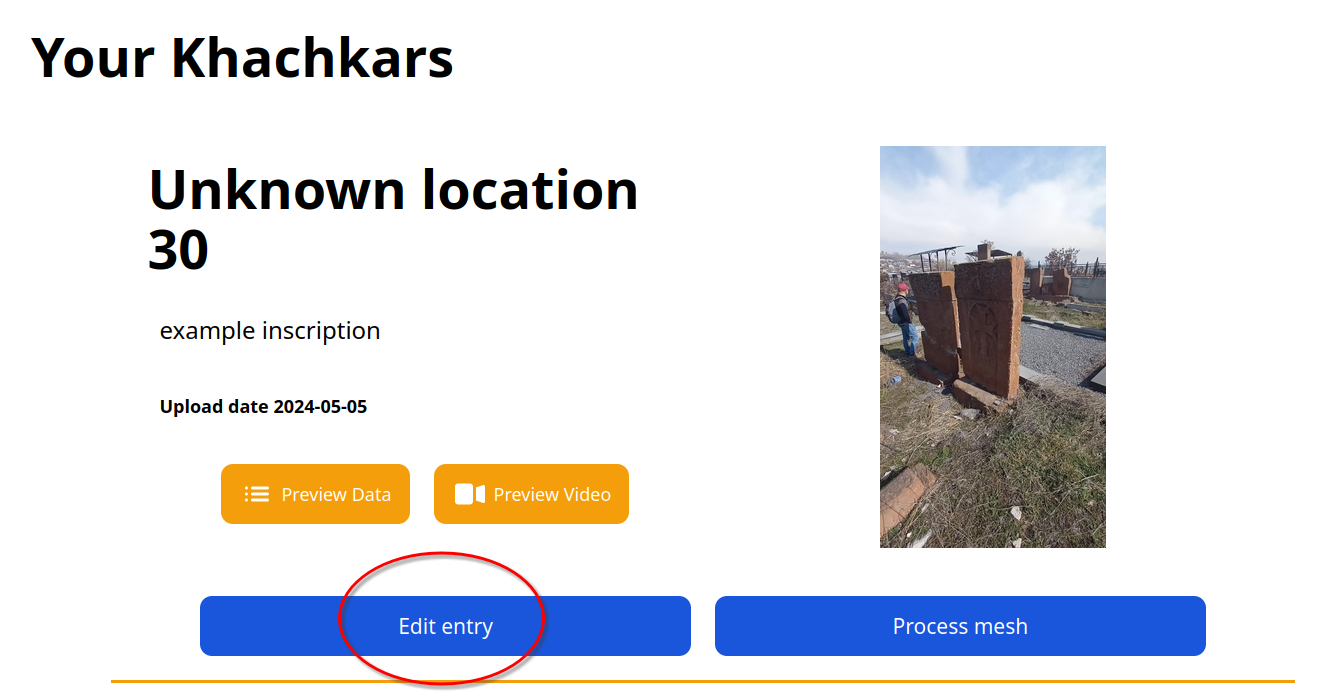 Your Khachkars
Unknown location
30
example inscription
Upload date 2024-05-05
Preview Data
Preview Video
Edit entry
Process mesh